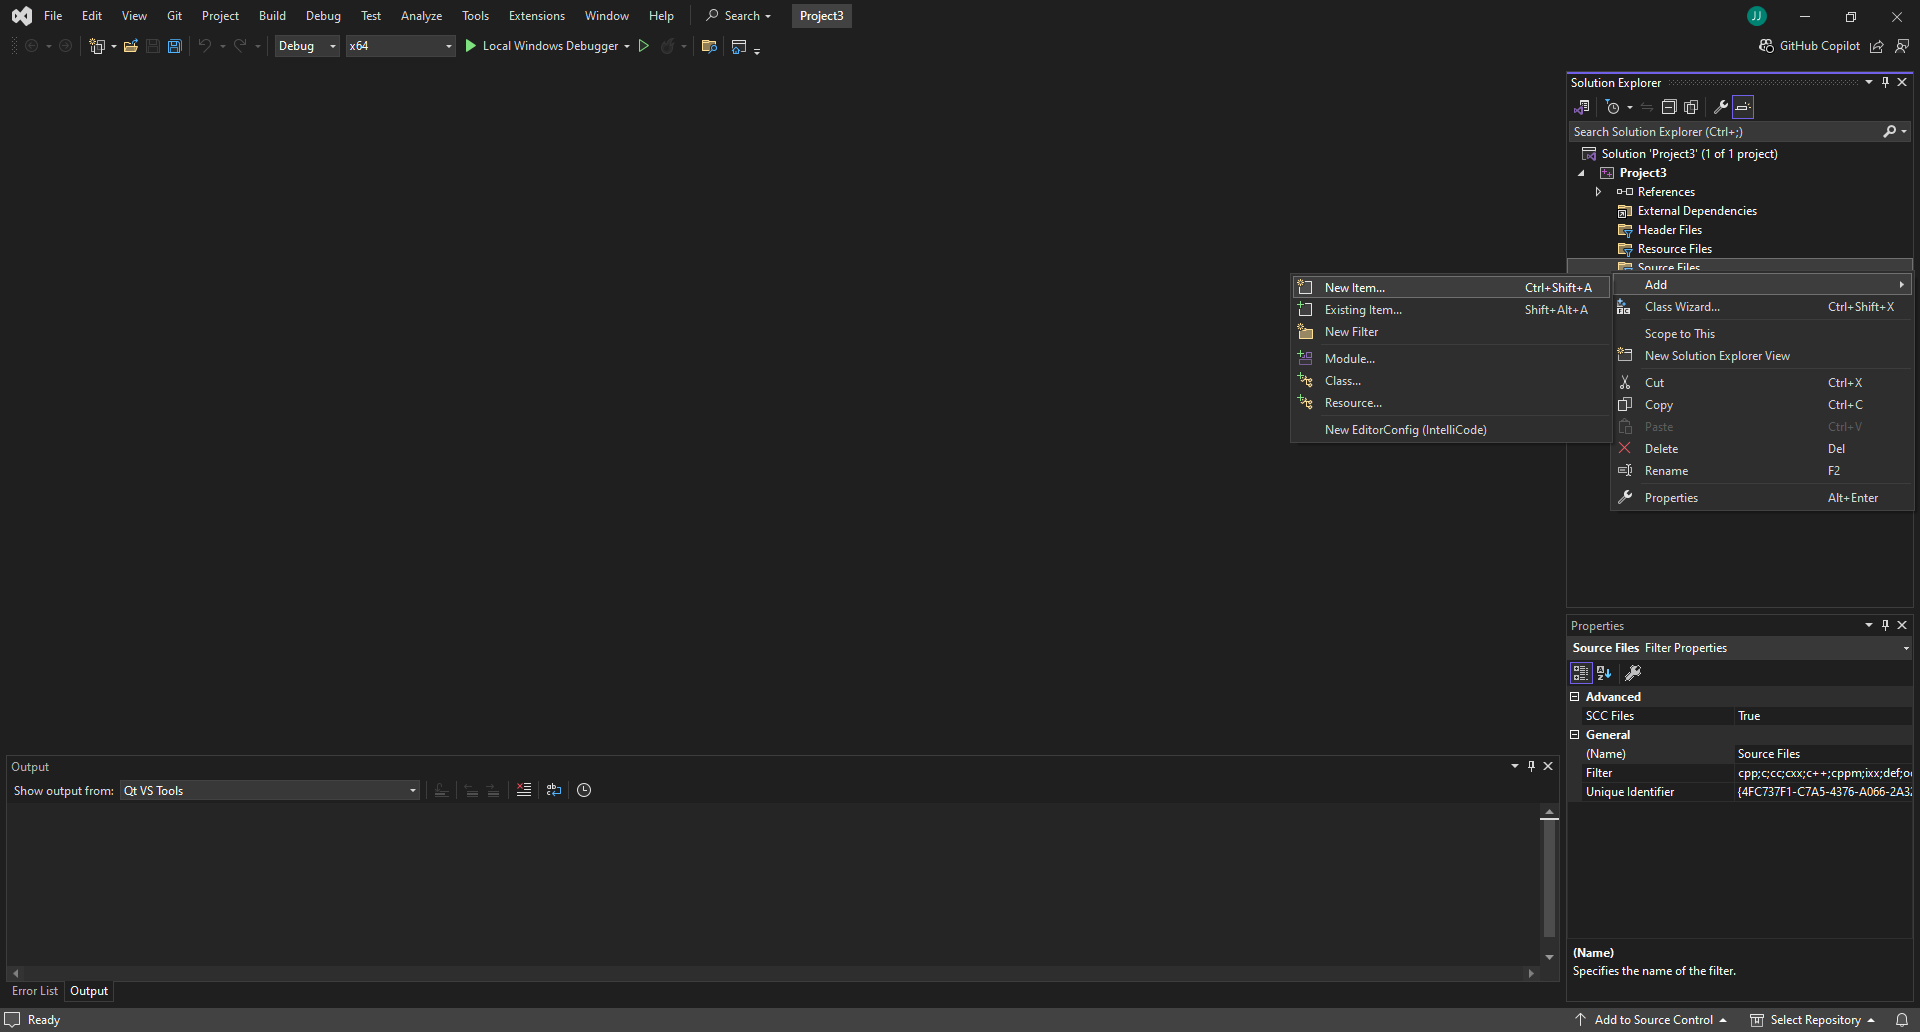 File Edit View Git Project Build Debug Test Analyze Tools Extensions Window Help Search Project3 JJ
Debug x64 Local Windows Debugger GitHub Copilot
Solution Explorer
Search Solution Explorer (Ctrl+;)
Solution 'Project3' (1 of 1 project)
Project3
References
External Dependencies
Header Files
Resource Files
Source Files
New Item... Ctrl+Shift+A
Existing Item... Shift+Alt+A
New Filter
Module...
Class...
Resource...
New EditorConfig (IntelliCode)
Add
Class Wizard... Ctrl+Shift+X
Scope to This
New Solution Explorer View
Cut Ctrl+X
Copy Ctrl+C
Paste Ctrl+V
Delete Del
Rename F2
Properties Alt+Enter
Properties
Source Files Filter Properties
Advanced
SCC Files True
General
(Name) Source Files
Filter cpp;c;cc;cxx;c++;cppm;ixx;def;o
Unique Identifier {4FC737F1-C7A5-4376-A066-2A32
(Name)
Specifies the name of the filter.
Output
Show output from: Qt VS Tools
Error List Output
Ready Add to Source Control Select Repository